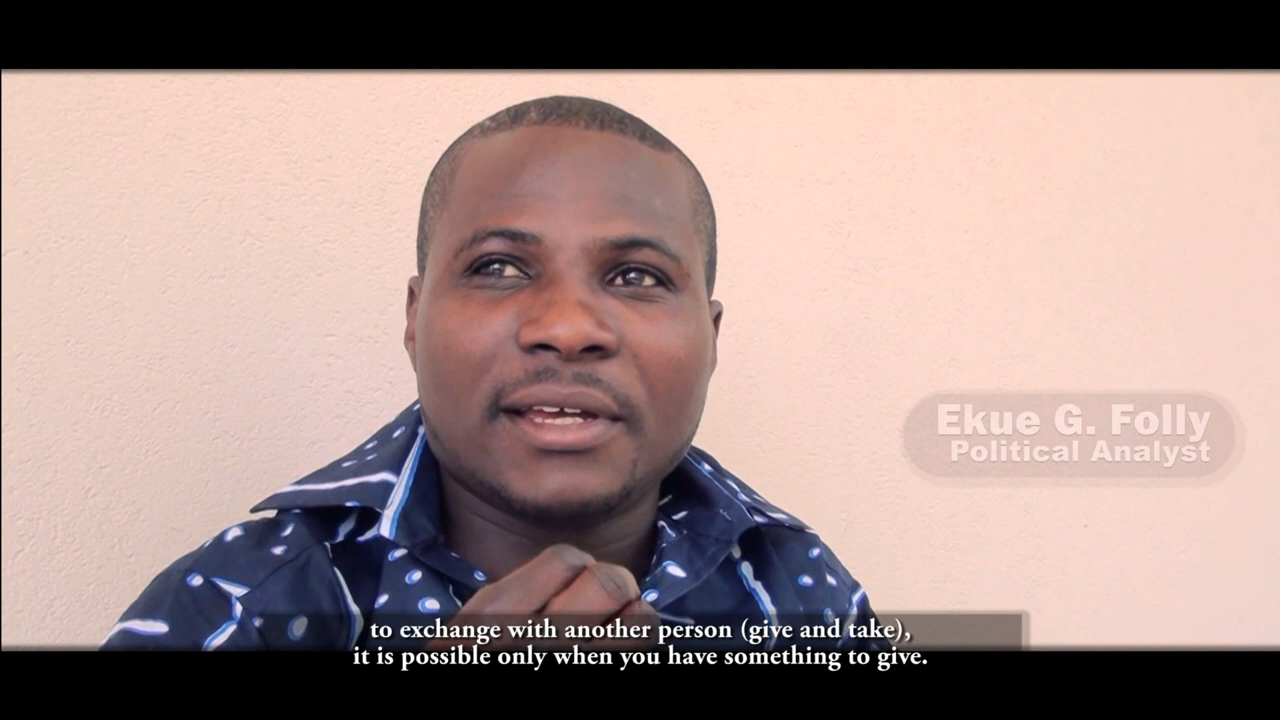 Ekue G. Folly
Political Analyst
to exchange with another person (give and take),
it is possible only when you have something to give.